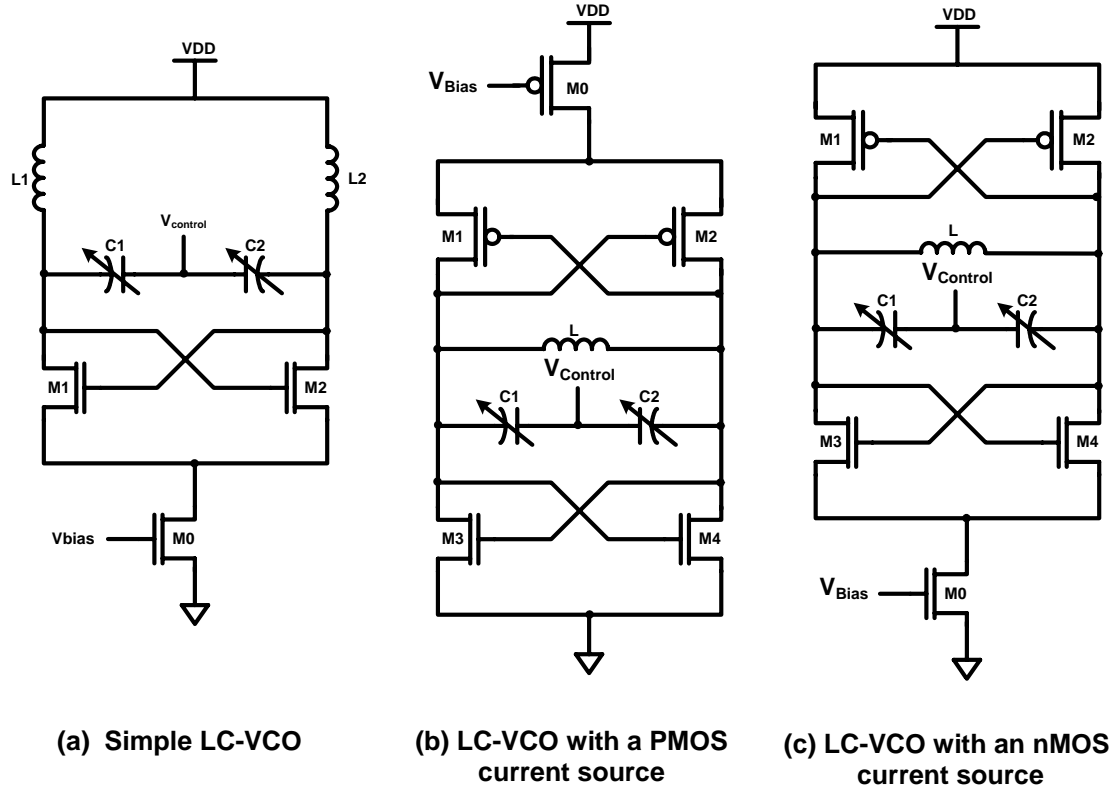 VDD
L1
L2
Vcontrol
C1
C2
M1
M2
Vbias
M0
(a) Simple LC-VCO
VDD
VBias
M0
M1
M2
L
VControl
C1
C2
M3
M4
(b) LC-VCO with a PMOS
current source
VDD
M1
M2
L
VControl
C1
C2
M3
M4
VBias
M0
(c) LC-VCO with an nMOS
current source